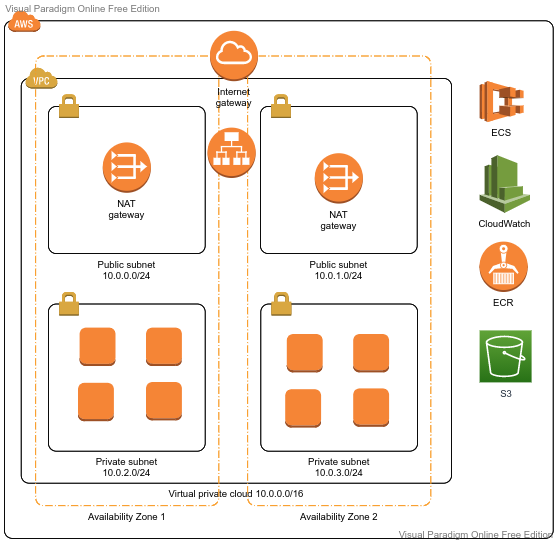 Visual Paradigm Online Free Edition
AWS
VPC
Internet
gateway
ECS
NAT
gateway
NAT
gateway
CloudWatch
Public subnet
10.0.0.0/24
Public subnet
10.0.1.0/24
ECR
S3
Private subnet
10.0.2.0/24
Private subnet
10.0.3.0/24
Virtual private cloud 10.0.0.0/16
Availability Zone 1
Availability Zone 2
Visual Paradigm Online Free Edition